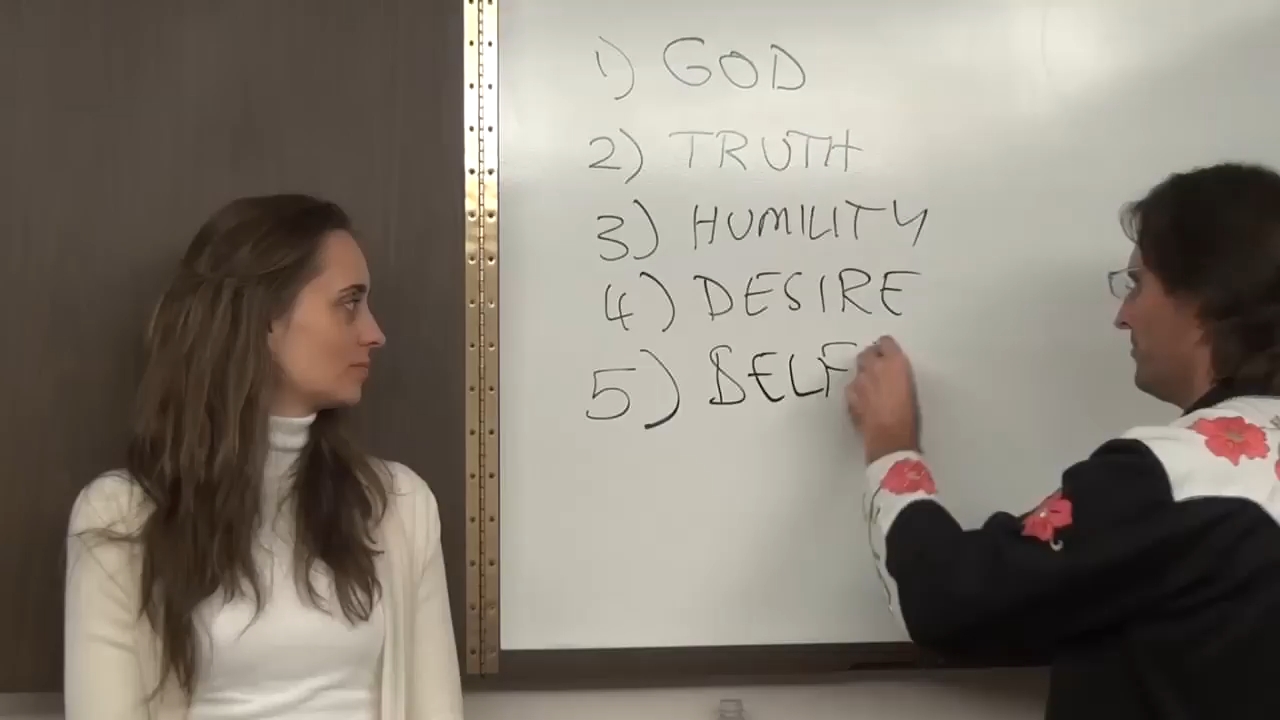 1) GOD
2) TRUTH
3) HUMILITY
4) DESIRE
5) SELF